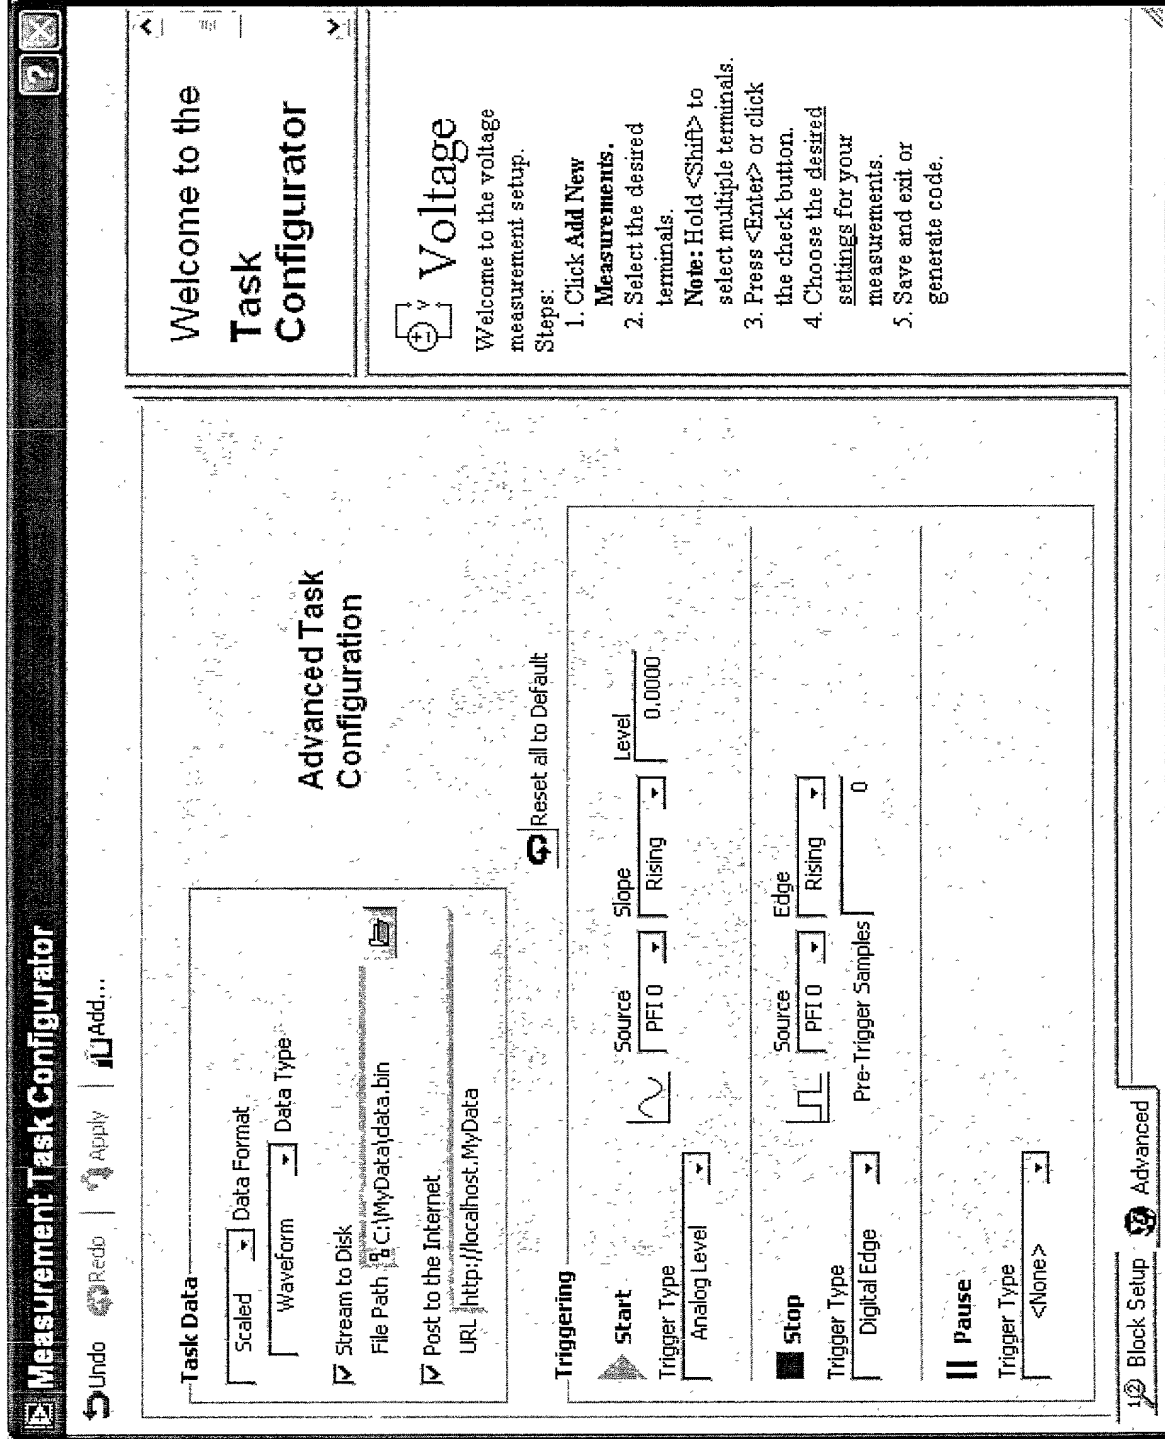 Measurement Task Configurator
Undo Redo Apply Add...
Task Data
Scaled Data Format
Waveform Data Type
Stream to Disk
File Path C:\MyData\data.bin
Post to the Internet
URL http://localhost.MyData
Advanced Task
Configuration
Reset all to Default
Triggering
Start
Source Slope Level
PFI 0 Rising 0.0000
Trigger Type
Analog Level
Stop
Source Edge
PFI 0 Rising
Trigger Type
Digital Edge
Pre-Trigger Samples 0
Pause
Trigger Type
<None>
Block Setup Advanced
Welcome to the
Task
Configurator
Voltage
Welcome to the voltage
measurement setup.
Steps:
1. Click Add New
Measurements.
2. Select the desired
terminals.
Note: Hold <Shift> to
select multiple terminals.
3. Press <Enter> or click
the check button.
4. Choose the desired
settings for your
measurements.
5. Save and exit or
generate code.